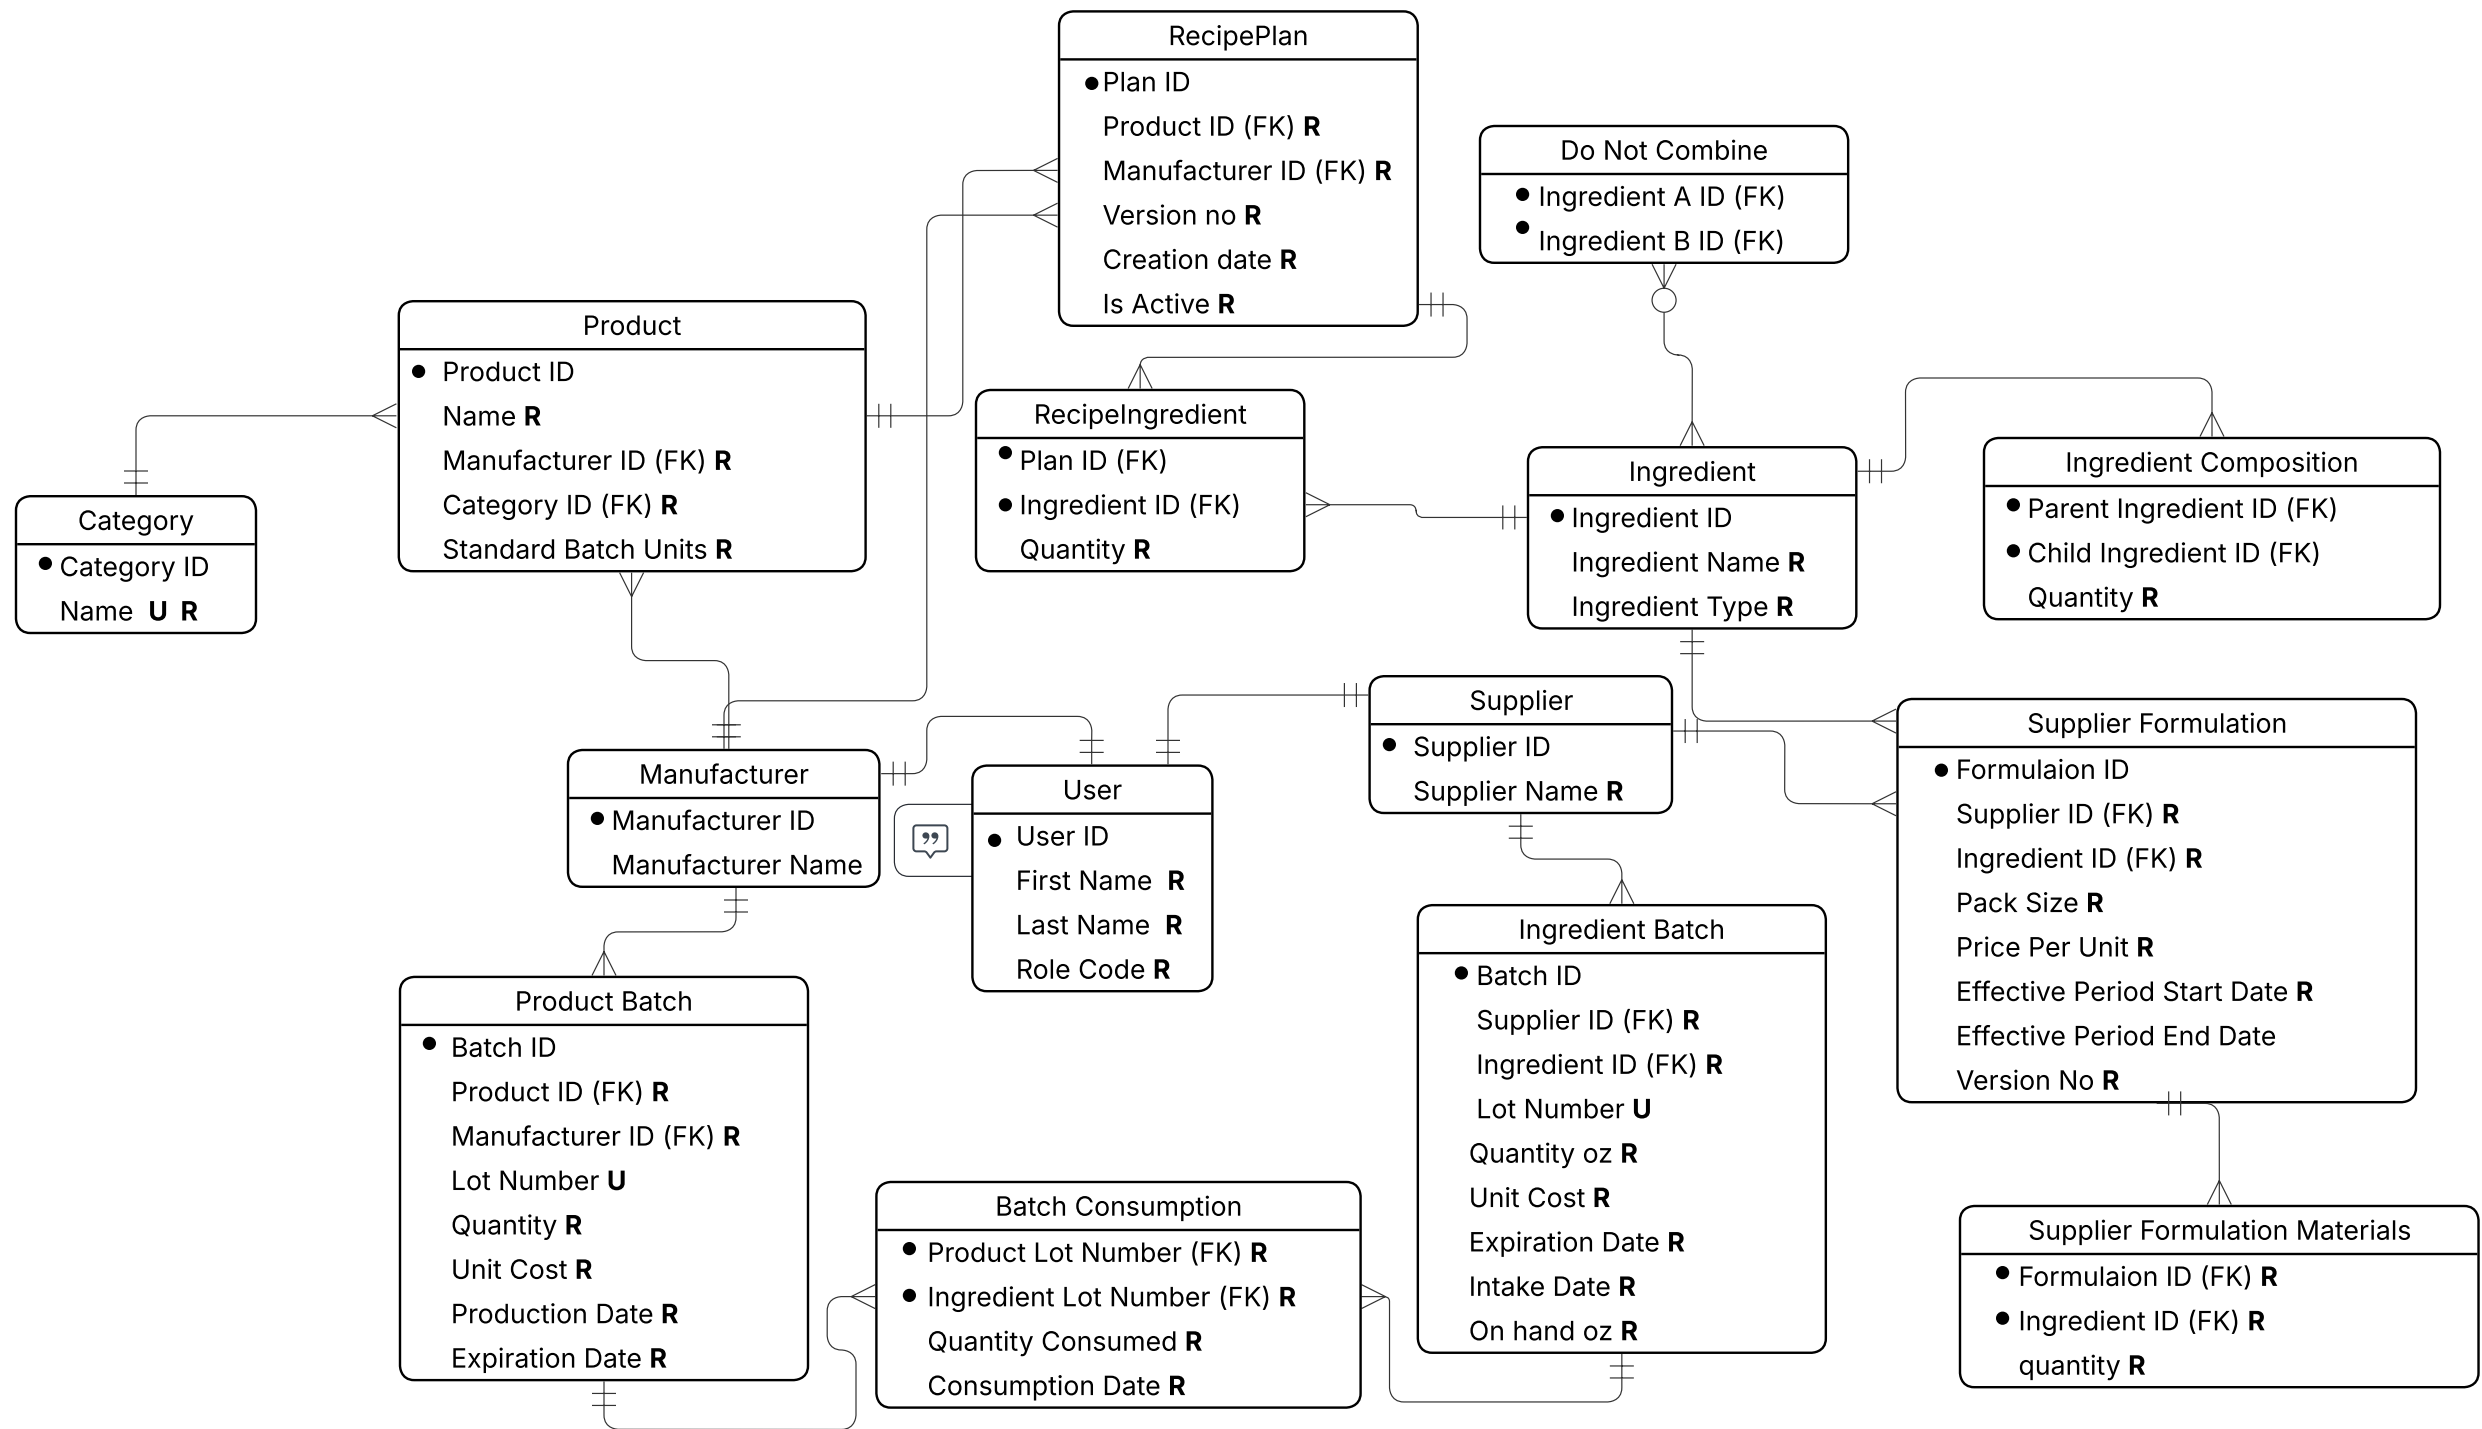 RecipePlan
Plan ID
Product ID (FK) R
Manufacturer ID (FK) R
Version no R
Creation date R
Is Active R
Do Not Combine
Ingredient A ID (FK)
Ingredient B ID (FK)
Product
Product ID
Name R
Manufacturer ID (FK) R
Category ID (FK) R
Standard Batch Units R
RecipeIngredient
Plan ID (FK)
Ingredient ID (FK)
Quantity R
Ingredient
Ingredient ID
Ingredient Name R
Ingredient Type R
Ingredient Composition
Parent Ingredient ID (FK)
Child Ingredient ID (FK)
Quantity R
Category
Category ID
Name U R
Manufacturer
Manufacturer ID
Manufacturer Name
User
User ID
First Name R
Last Name R
Role Code R
Supplier
Supplier ID
Supplier Name R
Supplier Formulation
Formulaion ID
Supplier ID (FK) R
Ingredient ID (FK) R
Pack Size R
Price Per Unit R
Effective Period Start Date R
Effective Period End Date
Version No R
Product Batch
Batch ID
Product ID (FK) R
Manufacturer ID (FK) R
Lot Number U
Quantity R
Unit Cost R
Production Date R
Expiration Date R
Ingredient Batch
Batch ID
Supplier ID (FK) R
Ingredient ID (FK) R
Lot Number U
Quantity oz R
Unit Cost R
Expiration Date R
Intake Date R
On hand oz R
Batch Consumption
Product Lot Number (FK) R
Ingredient Lot Number (FK) R
Quantity Consumed R
Consumption Date R
Supplier Formulation Materials
Formulaion ID (FK) R
Ingredient ID (FK) R
quantity R